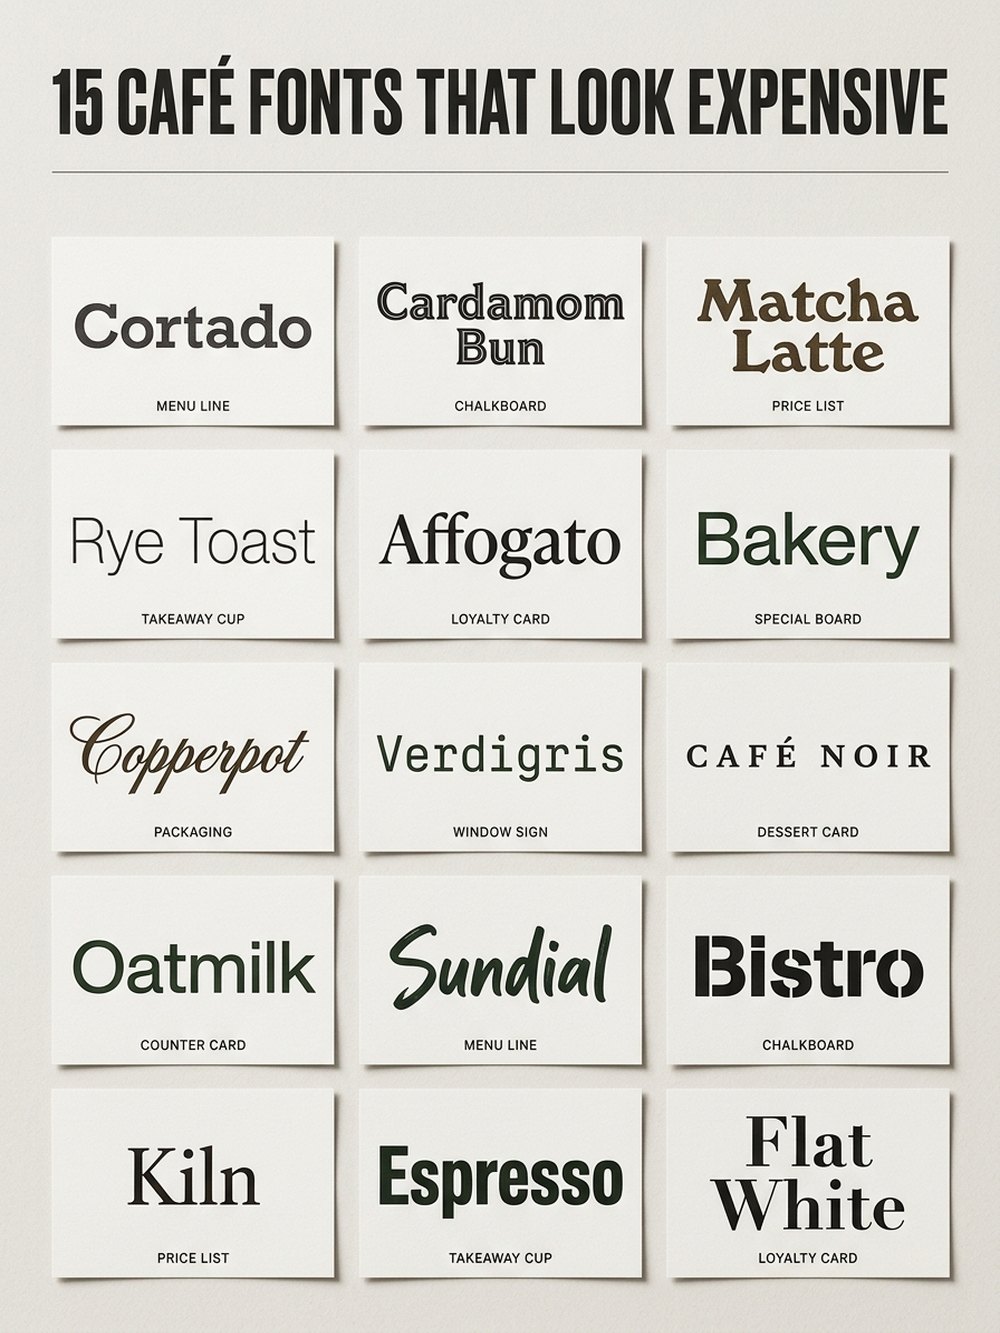 15 CAFÉ FONTS THAT LOOK EXPENSIVE
Cortado
MENU LINE
Cardamom
Bun
CHALKBOARD
Matcha
Latte
PRICE LIST
Rye Toast
TAKEAWAY CUP
Affogato
LOYALTY CARD
Bakery
SPECIAL BOARD
Copperpot
PACKAGING
Verdigris
WINDOW SIGN
CAFÉ NOIR
DESSERT CARD
Oatmilk
COUNTER CARD
Sundial
MENU LINE
Bistro
CHALKBOARD
Kiln
PRICE LIST
Espresso
TAKEAWAY CUP
Flat
White
LOYALTY CARD